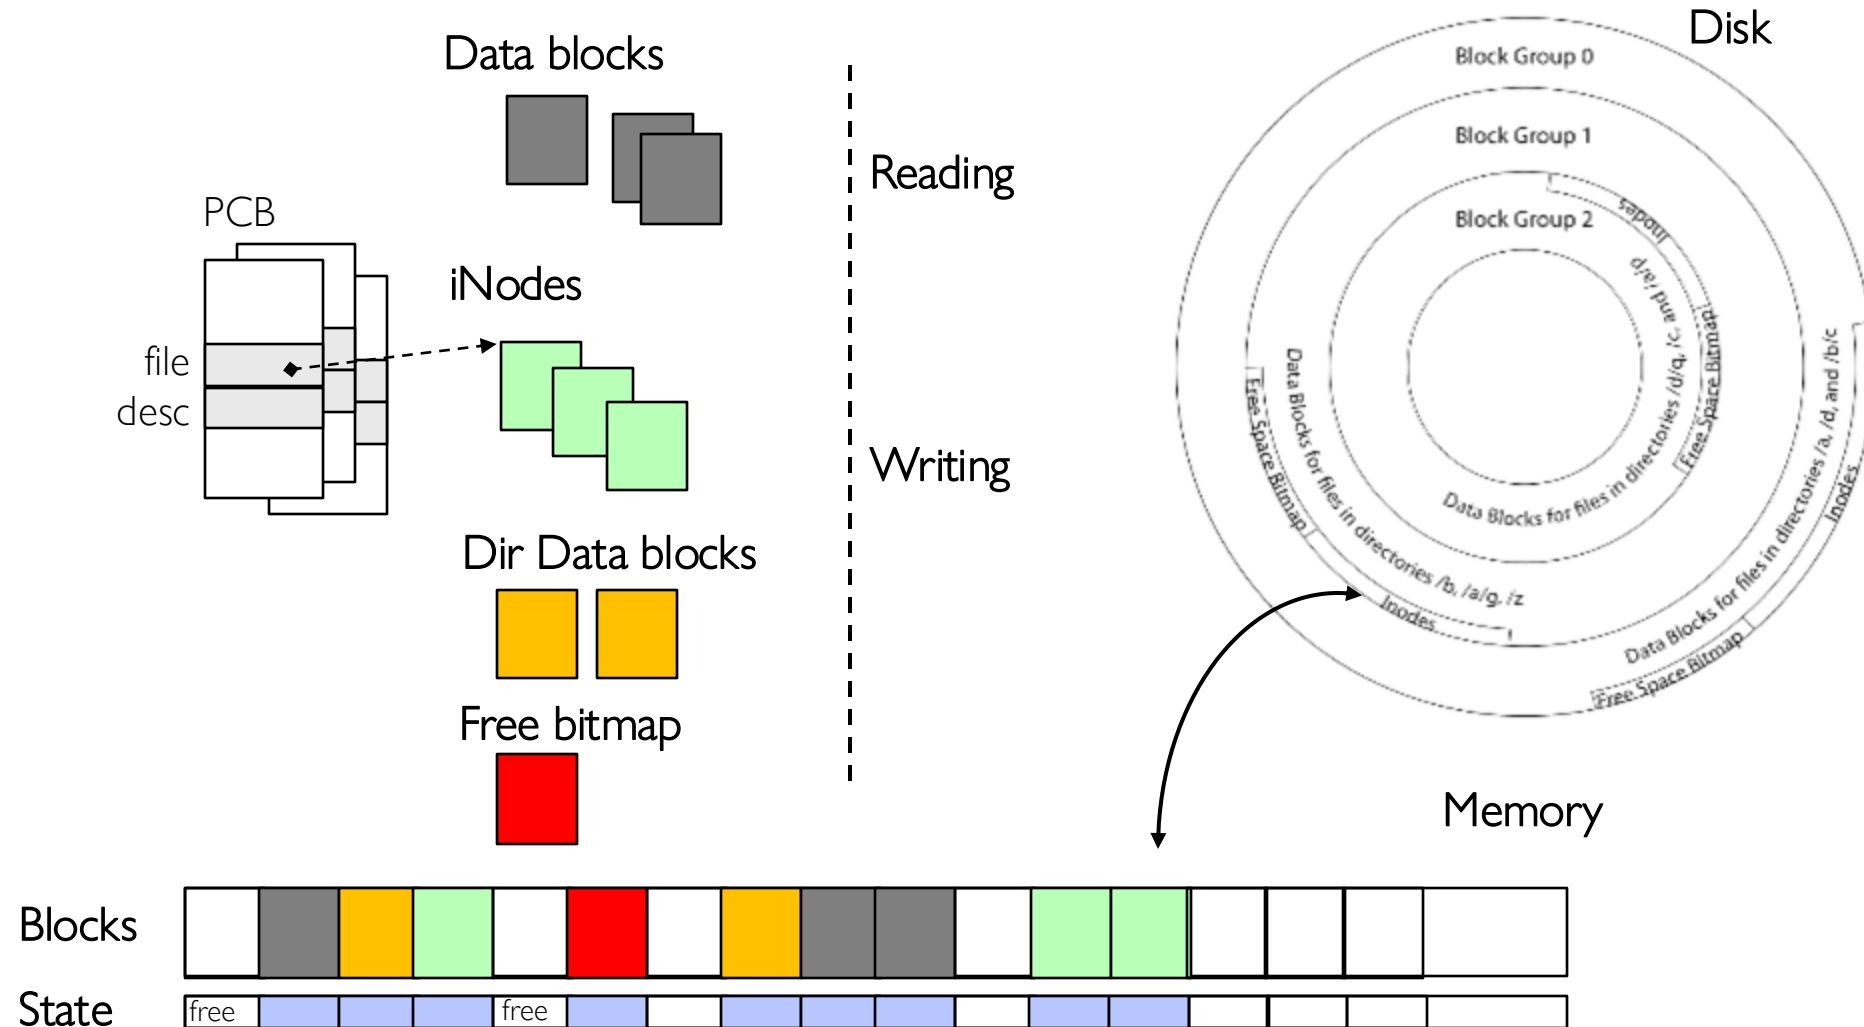 Data blocks
Disk
Block Group 0
Block Group 1
Reading
PCB
Block Group 2
Inodes
Free Space Bitmap
Data Blocks for files in directories /d/q, /c, and /a/p
iNodes
file
desc
Writing
Free Space Bitmap
Data Blocks for files in directories /b, /a/g, /z
Inodes
Data Blocks for files in directories /a, /d, and /b/c
Inodes
Free Space Bitmap
Dir Data blocks
Free bitmap
Memory
Blocks
State
free
free